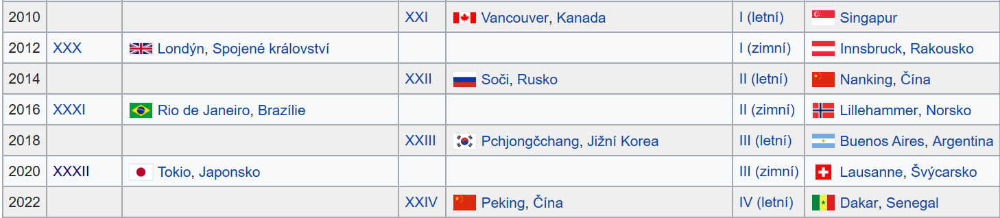 2010 XXI Vancouver, Kanada I (letní) Singapur
2012 XXX Londýn, Spojené království I (zimní) Innsbruck, Rakousko
2014 XXII Soči, Rusko II (letní) Nanking, Čína
2016 XXXI Rio de Janeiro, Brazílie II (zimní) Lillehammer, Norsko
2018 XXIII Pchjongčchang, Jižní Korea III (letní) Buenos Aires, Argentina
2020 XXXII Tokio, Japonsko III (zimní) Lausanne, Švýcarsko
2022 XXIV Peking, Čína IV (letní) Dakar, Senegal